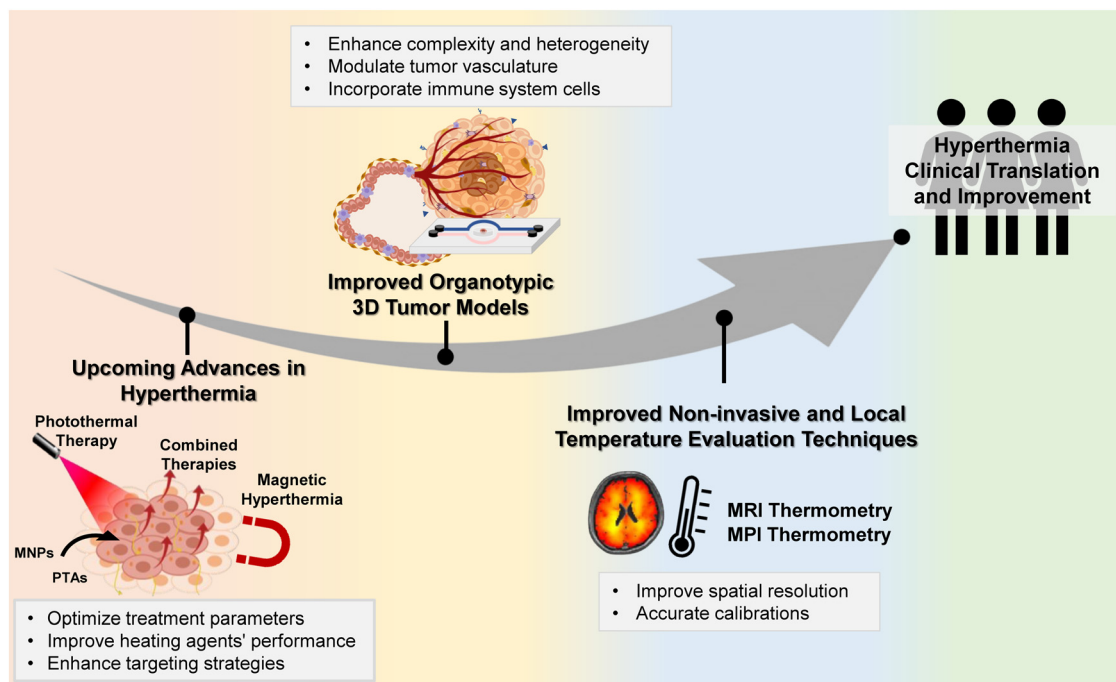 • Enhance complexity and heterogeneity
• Modulate tumor vasculature
• Incorporate immune system cells
Hyperthermia
Clinical Translation
and Improvement
Improved Organotypic
3D Tumor Models
Upcoming Advances in
Hyperthermia
Photothermal
Therapy
Combined
Therapies
Magnetic
Hyperthermia
MNPs
PTAs
• Optimize treatment parameters
• Improve heating agents' performance
• Enhance targeting strategies
Improved Non-invasive and Local
Temperature Evaluation Techniques
MRI Thermometry
MPI Thermometry
• Improve spatial resolution
• Accurate calibrations